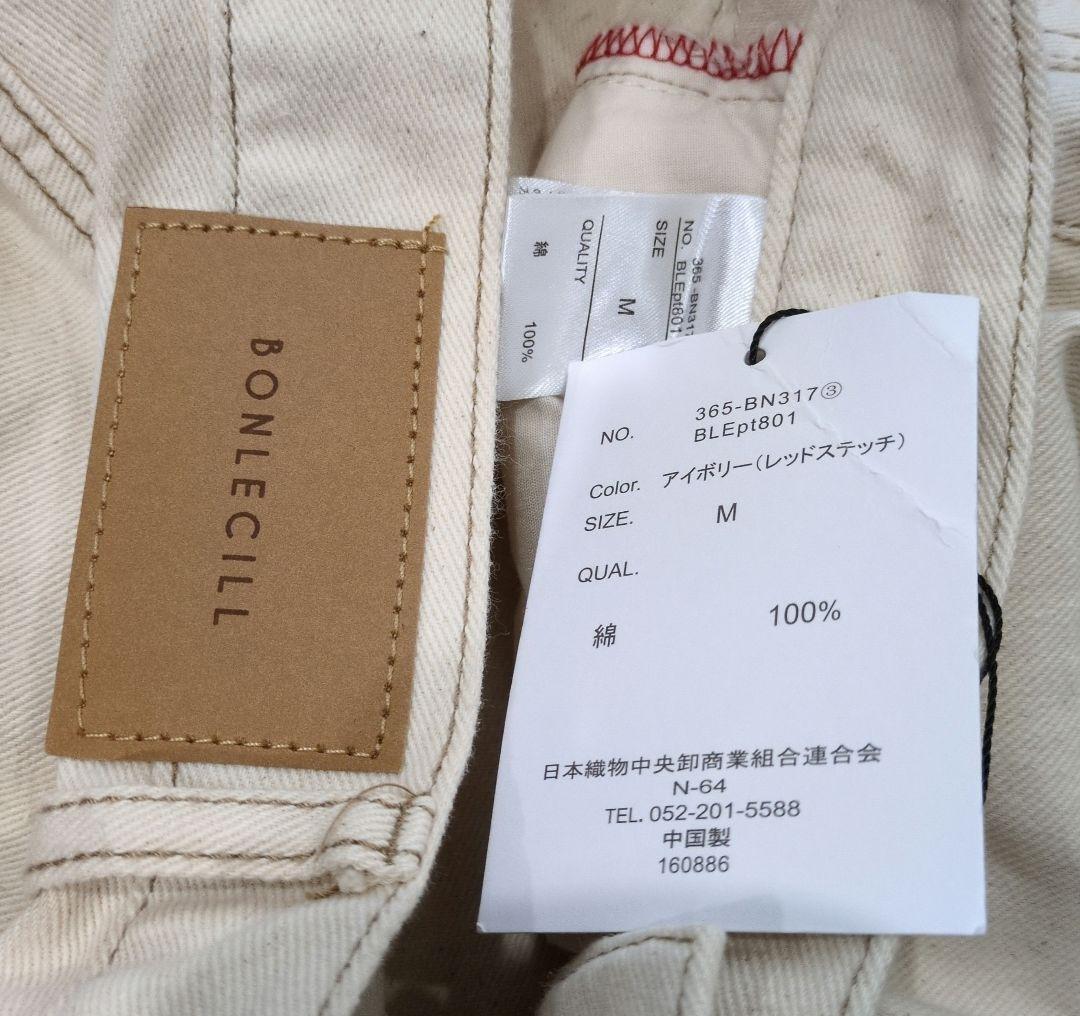 BONLECILL
NO. 365-BN317
BLEpt801
SIZE
M
QUALITY
綿 100%
NO. 365-BN317③
BLEpt801
Color. アイボリー(レッドステッチ)
SIZE. M
QUAL.
綿 100%
日本織物中央卸商業組合連合会
N-64
TEL. 052-201-5588
中国製
160886